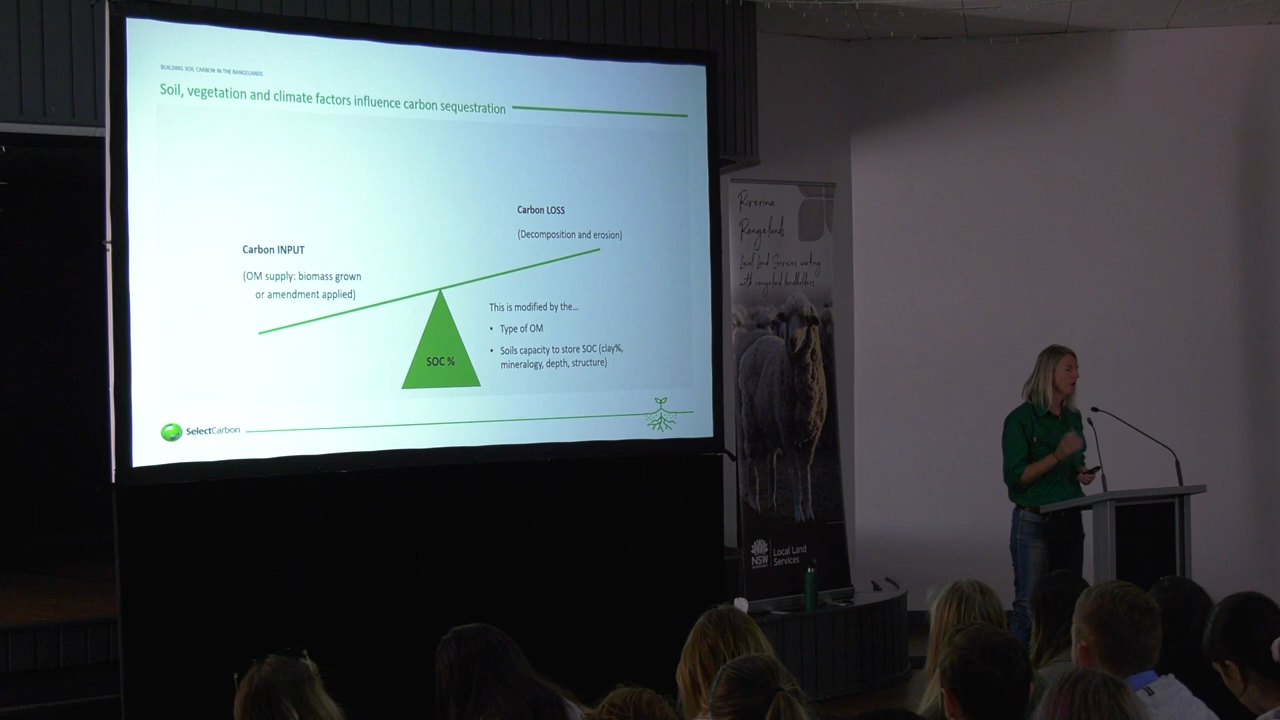 BUILDING SOIL CARBON IN THE RANGELANDS
Soil, vegetation and climate factors influence carbon sequestration
Carbon LOSS
(Decomposition and erosion)
Carbon INPUT
(OM supply: biomass grown
or amendment applied)
This is modified by the...
• Type of OM
• Soils capacity to store SOC (clay%,
mineralogy, depth, structure)
SOC %
SelectCarbon
Riverina
Rangelands
Local Land Services working
with rangeland landholders
NSW
Local Land
Services